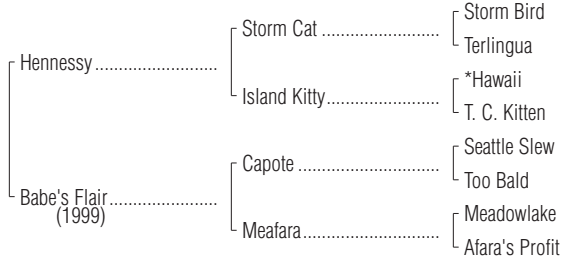 Storm Bird
Storm Cat ........................
Terlingua
Hennessy .........................
*Hawaii
Island Kitty .......................
T. C. Kitten
Seattle Slew
Capote .............................
Too Bald
Babe's Flair ......................
(1999)
Meadowlake
Meafara ............................
Afara's Profit